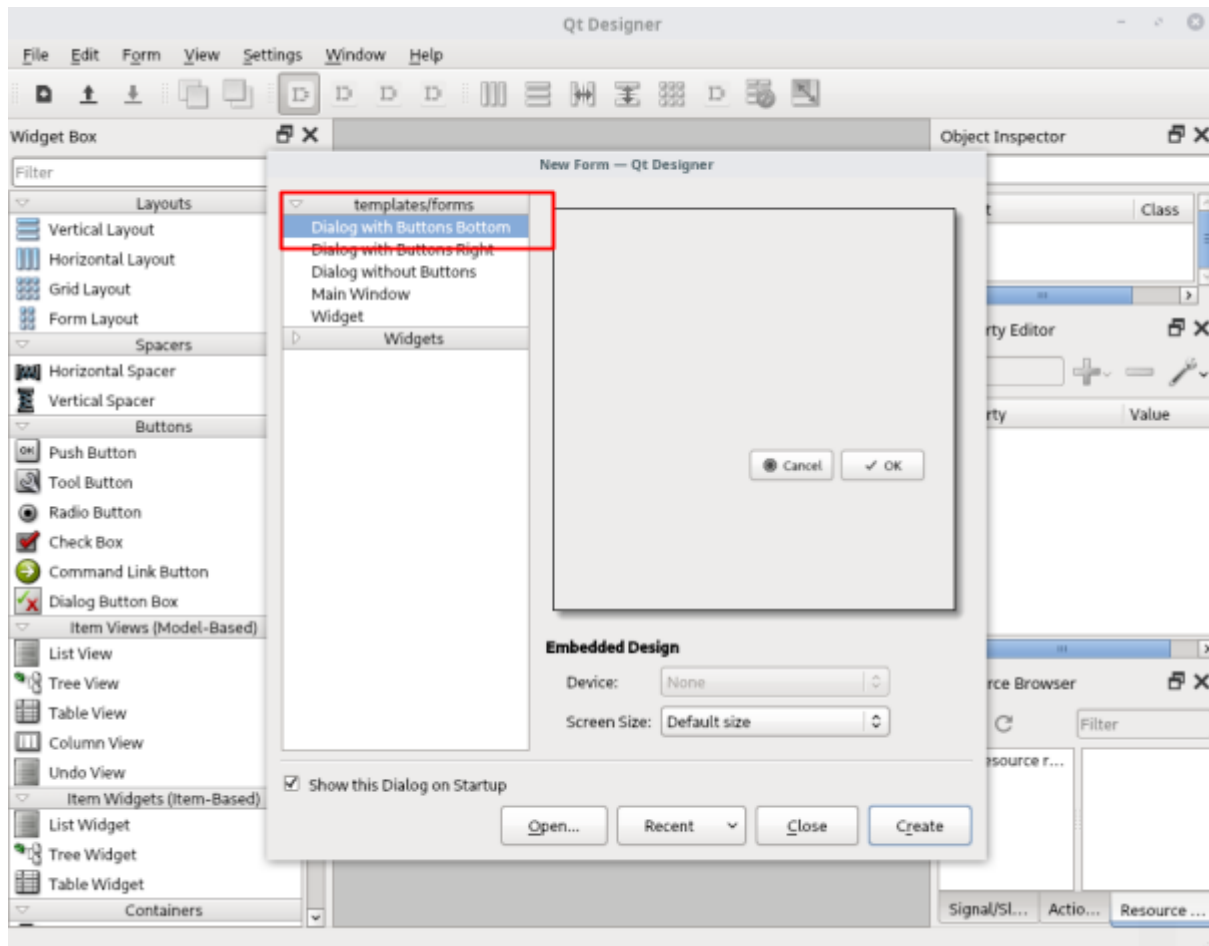 Qt Designer
File Edit Form View Settings Window Help
Widget Box
Object Inspector
Filter
New Form — Qt Designer
Layouts
Vertical Layout
Horizontal Layout
Grid Layout
Form Layout
Spacers
Horizontal Spacer
Vertical Spacer
Buttons
Push Button
Tool Button
Radio Button
Check Box
Command Link Button
Dialog Button Box
Item Views (Model-Based)
List View
Tree View
Table View
Column View
Undo View
Item Widgets (Item-Based)
List Widget
Tree Widget
Table Widget
Containers
templates/forms
Dialog with Buttons Bottom
Dialog with Buttons Right
Dialog without Buttons
Main Window
Widget
Widgets
Cancel OK
Embedded Design
Device: None
Screen Size: Default size
Show this Dialog on Startup
Open... Recent Close Create
Class
rty Editor
rty Value
rce Browser
Filter
esource r...
Signal/Sl... Actio... Resource ...